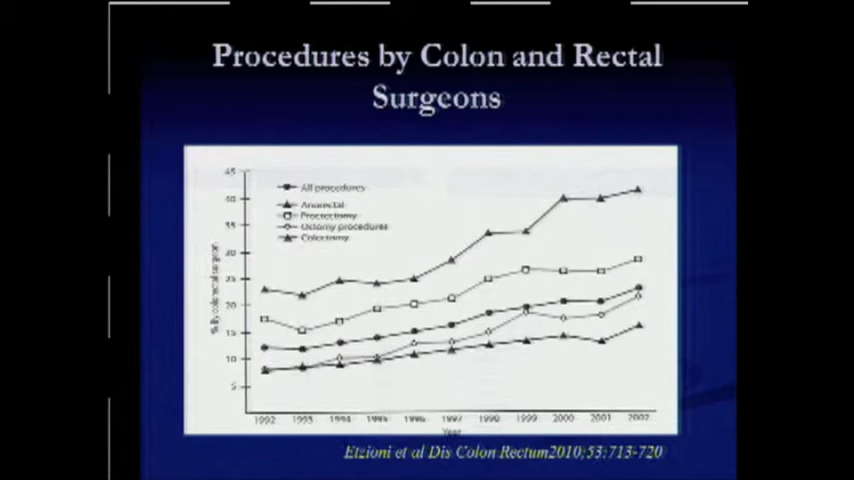 Procedures by Colon and Rectal
Surgeons
45
40
35
30
25
20
15
10
5
% By colorectal surgeon
All procedures
Anorectal
Proctectomy
Ostomy procedures
Colectomy
1992 1993 1994 1995 1996 1997 1998 1999 2000 2001 2002
Year
Etzioni et al Dis Colon Rectum2010;53:713-720